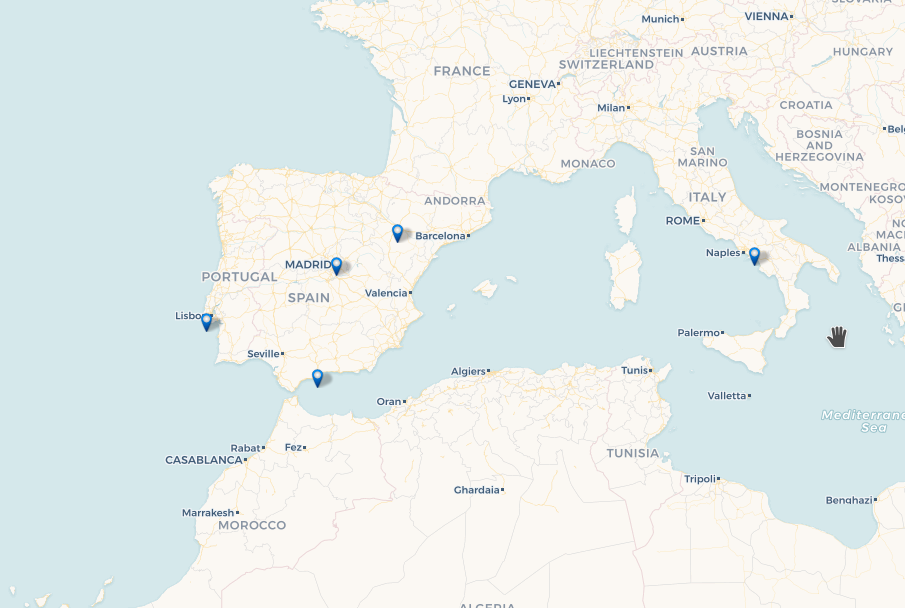 SLOVAKIA
Munich
VIENNA
LIECHTENSTEIN
AUSTRIA
HUNGARY
SWITZERLAND
FRANCE
GENEVA
Lyon
Milan
CROATIA
Belg
BOSNIA
AND
HERZEGOVINA
SAN
MARINO
MONACO
MONTENEGRO
KOSOV
ANDORRA
ITALY
ROME
NO
MAC
ALBANIA
Thess
Barcelona
Naples
MADRID
PORTUGAL
SPAIN
Valencia
Lisbo
GR
Palermo
Seville
Algiers
Tunis
Oran
Valletta
Mediterran
Sea
Rabat
Fez
CASABLANCA
TUNISIA
Tripoli
Ghardaia
Benghazi
Marrakesh
MOROCCO
ALGERIA